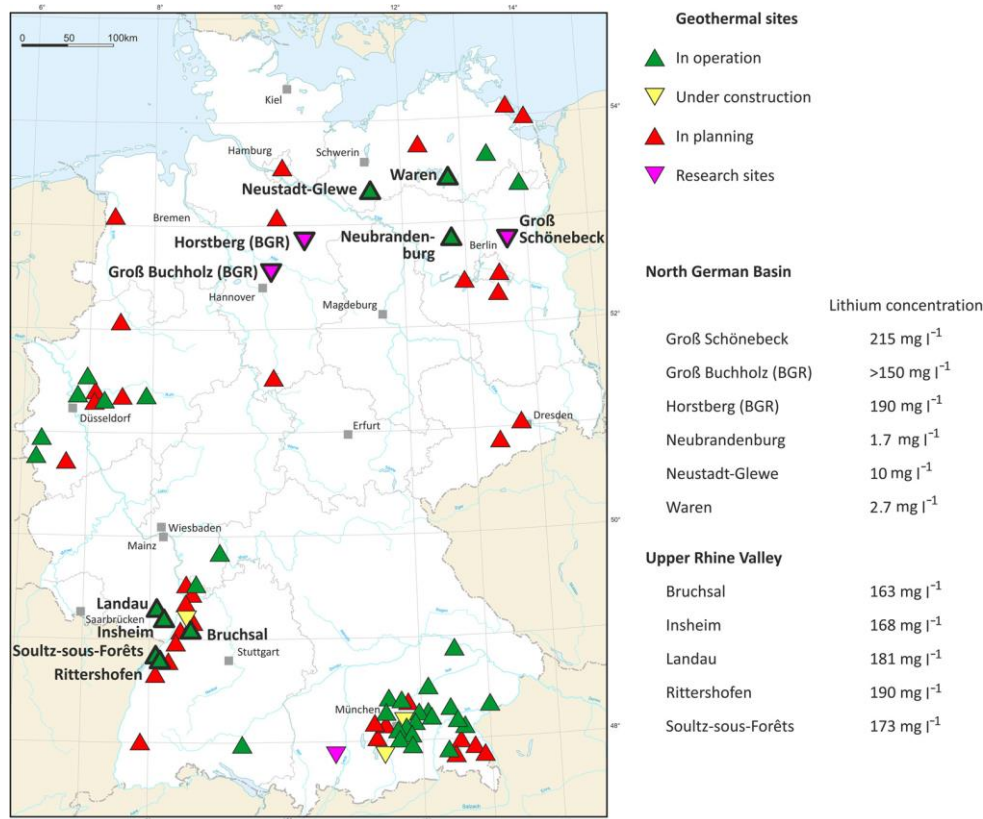 6° 8° 10° 12° 14°
0 50 100km
54°
52°
50°
48°
Kiel
Hamburg
Schwerin
Waren
Neustadt-Glewe
Bremen
Horstberg (BGR)
Neubranden-
burg
Berlin
Groß
Schönebeck
Groß Buchholz (BGR)
Hannover
Magdeburg
Düsseldorf
Erfurt
Dresden
Wiesbaden
Mainz
Landau
Saarbrücken
Insheim
Bruchsal
Soultz-sous-Forêts
Stuttgart
Rittershofen
München
Geothermal sites
In operation
Under construction
In planning
Research sites
North German Basin
Lithium concentration
Groß Schönebeck 215 mg l⁻¹
Groß Buchholz (BGR) >150 mg l⁻¹
Horstberg (BGR) 190 mg l⁻¹
Neubrandenburg 1.7 mg l⁻¹
Neustadt-Glewe 10 mg l⁻¹
Waren 2.7 mg l⁻¹
Upper Rhine Valley
Bruchsal 163 mg l⁻¹
Insheim 168 mg l⁻¹
Landau 181 mg l⁻¹
Rittershofen 190 mg l⁻¹
Soultz-sous-Forêts 173 mg l⁻¹